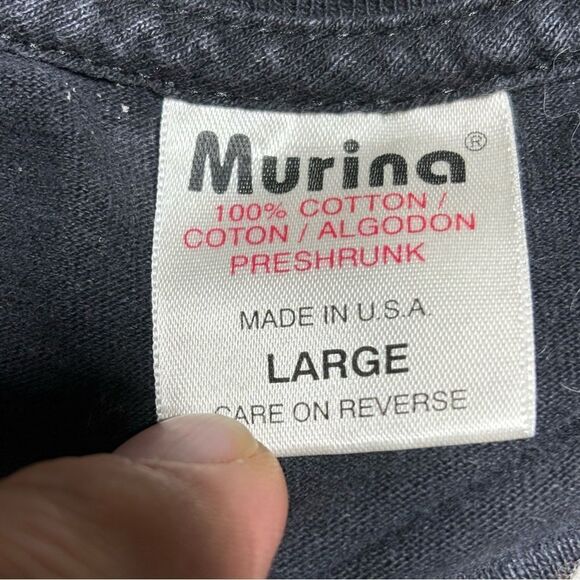 Murina®
100% COTTON /
COTON / ALGODON
PRESHRUNK
MADE IN U.S.A.
LARGE
CARE ON REVERSE